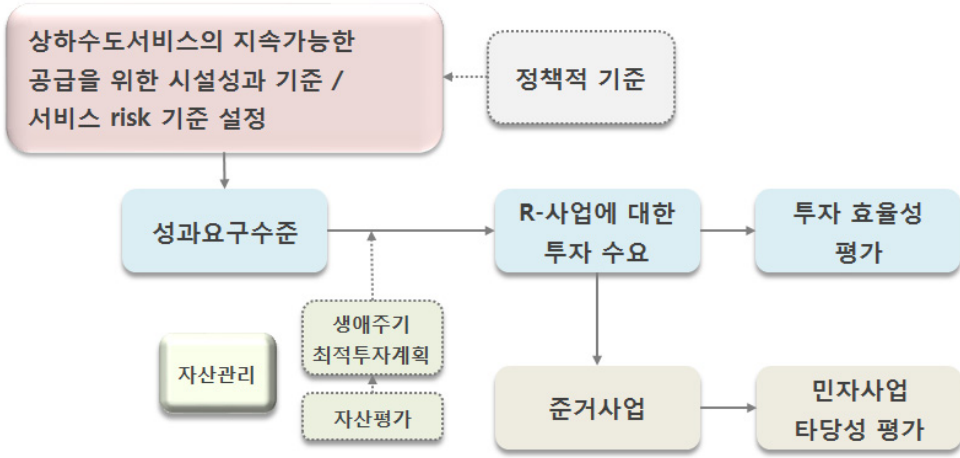 상하수도서비스의 지속가능한
공급을 위한 시설성과 기준 /
서비스 risk 기준 설정
정책적 기준
성과요구수준
R-사업에 대한
투자 수요
투자 효율성
평가
생애주기
최적투자계획
자산관리
자산평가
준거사업
민자사업
타당성 평가